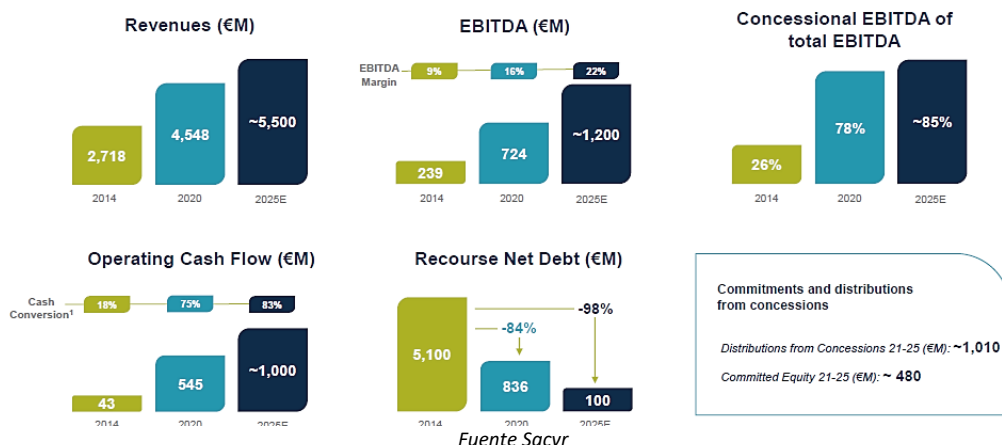 Revenues (€M)
2,718
4,548
~5,500
2014
2020
2025E
EBITDA (€M)
EBITDA
Margin
9%
16%
22%
239
724
~1,200
2014
2020
2025E
Concessional EBITDA of
total EBITDA
26%
78%
~85%
2014
2020
2025E
Operating Cash Flow (€M)
Cash
Conversion¹
18%
75%
83%
43
545
~1,000
2014
2020
2025E
Recourse Net Debt (€M)
-98%
-84%
5,100
836
100
2014
2020
2025E
Commitments and distributions
from concessions
Distributions from Concessions 21-25 (€M): ~1,010
Committed Equity 21-25 (€M): ~ 480
Fuente Sacyr